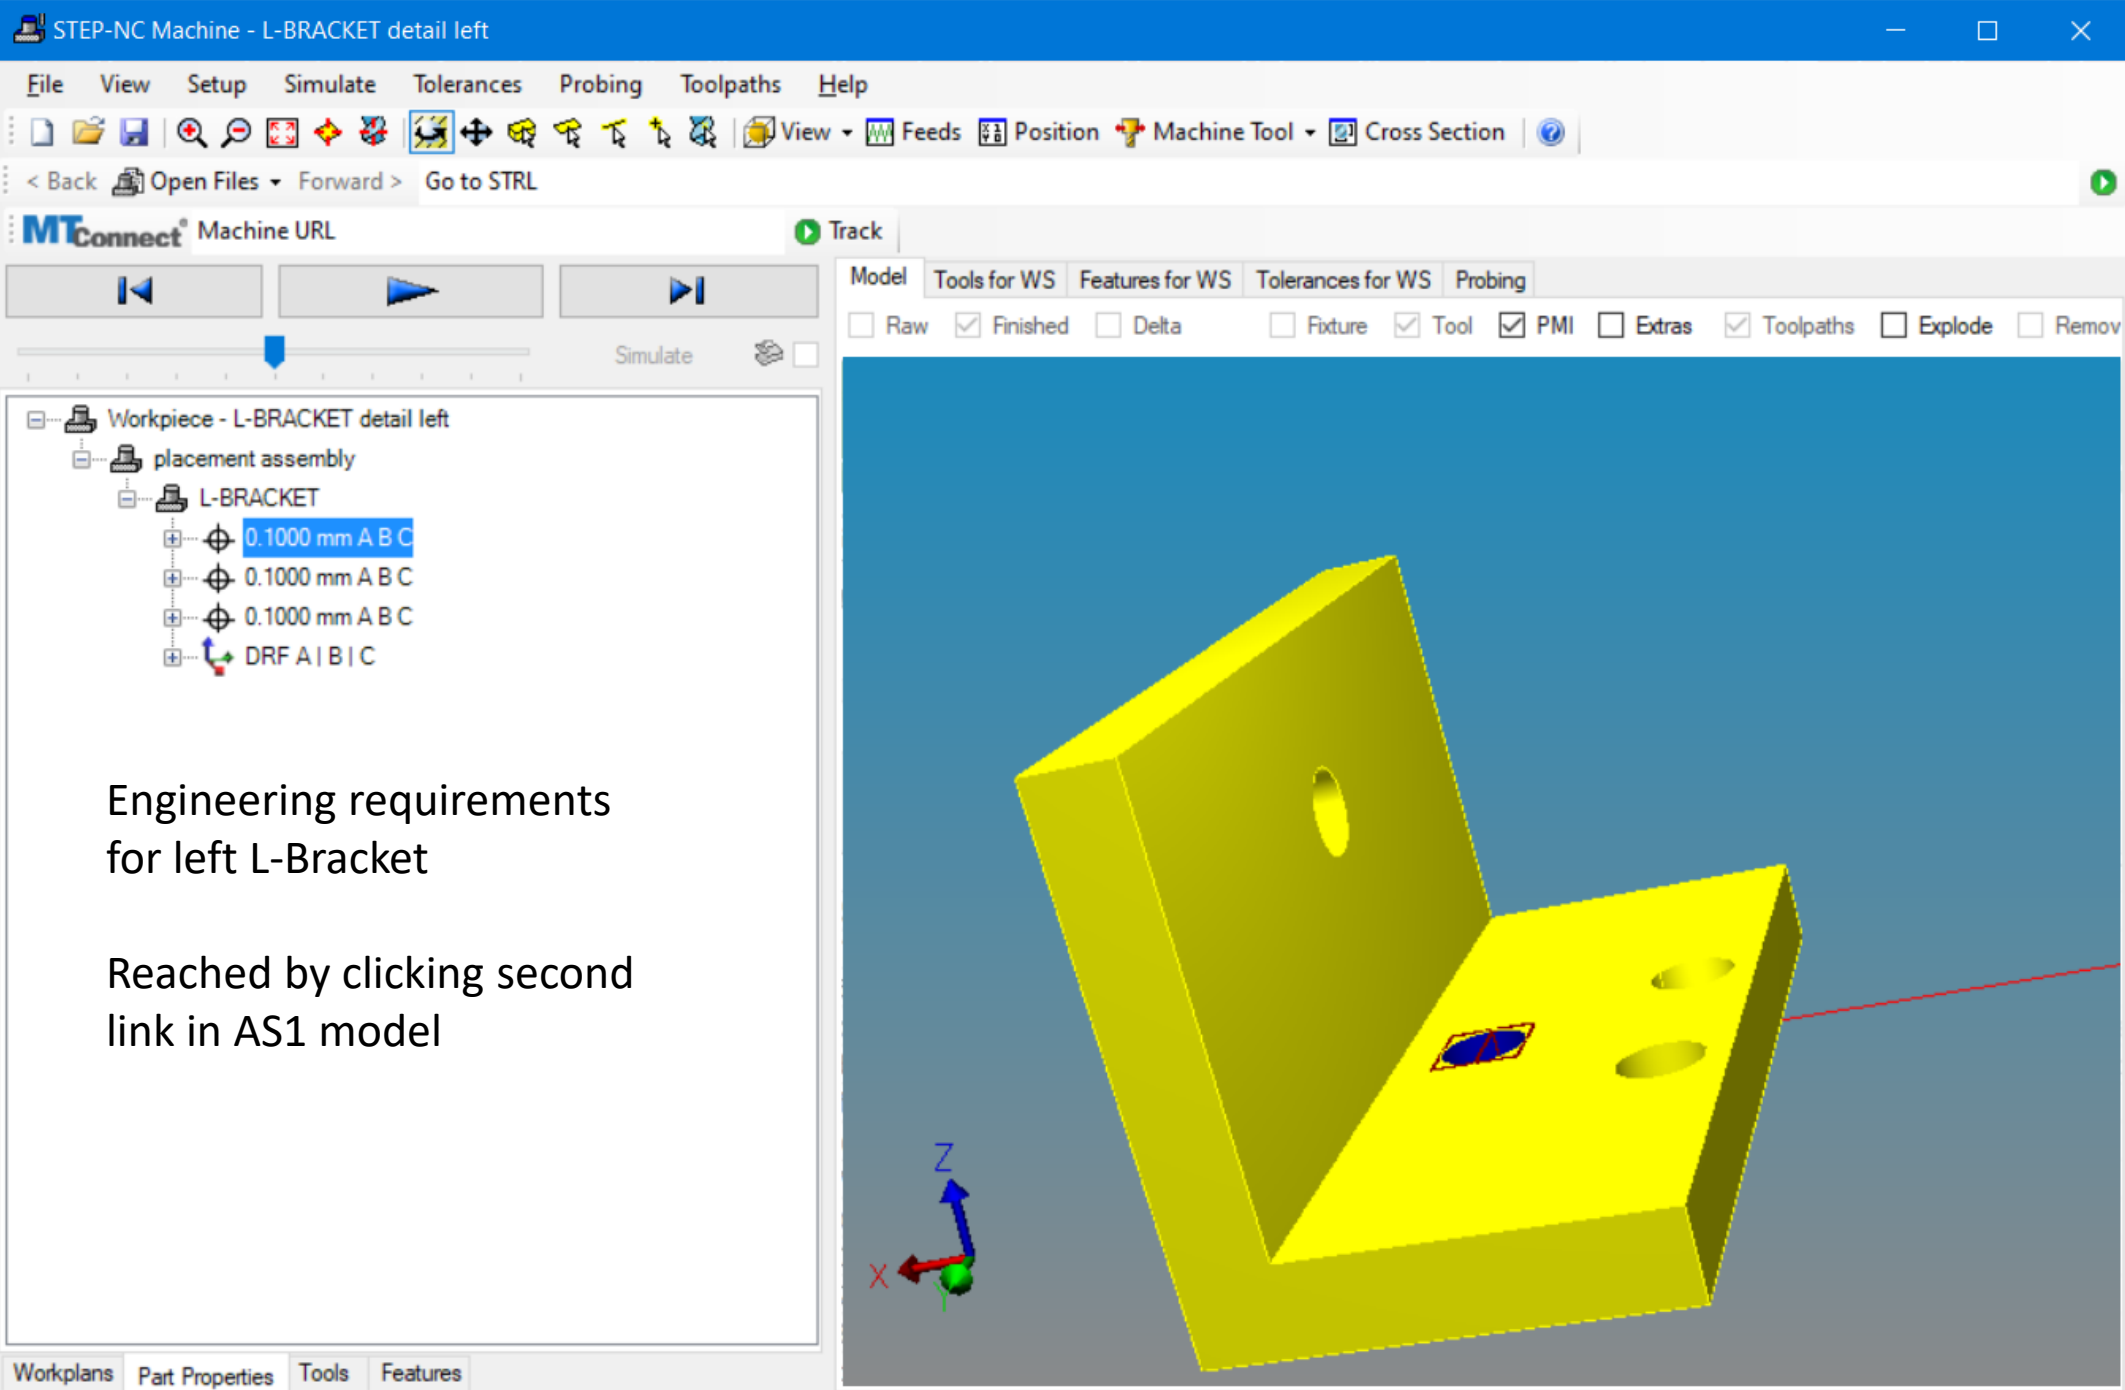 STEP-NC Machine - L-BRACKET detail left
File View Setup Simulate Tolerances Probing Toolpaths Help
View Feeds Position Machine Tool Cross Section
< Back Open Files Forward > Go to STRL
MTConnect® Machine URL Track
Model Tools for WS Features for WS Tolerances for WS Probing
Raw Finished Delta Fixture Tool PMI Extras Toolpaths Explode Remov
Simulate
Workpiece - L-BRACKET detail left
placement assembly
L-BRACKET
0.1000 mm A B C
0.1000 mm A B C
0.1000 mm A B C
DRF A | B | C
Engineering requirements
for left L-Bracket
Reached by clicking second
link in AS1 model
Z
X
Y
Workplans Part Properties Tools Features